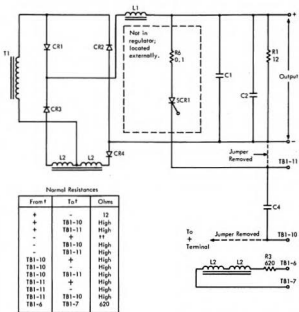 L1
T1
CR1
CR2
Not in
regulator;
located
externally.
R6
0.1
SCR1
C1
C2
R1
12
+
Output
-
CR3
L2
L2
CR4
Jumper
Removed
TB1-11
C4
To
+
Terminal
Jumper Removed
TB1-10
L2
L2
R3
620
TB1-6
TB1-7
Normal Resistances
From† To† Ohms
+ - 12
+ TB1-10 High
+ TB1-11 High
- + ††
- TB1-10 High
- TB1-11 High
TB1-10 + High
TB1-10 - High
TB1-10 TB1-11 High
TB1-11 + High
TB1-11 - High
TB1-11 TB1-10 High
TB1-6 TB1-7 620